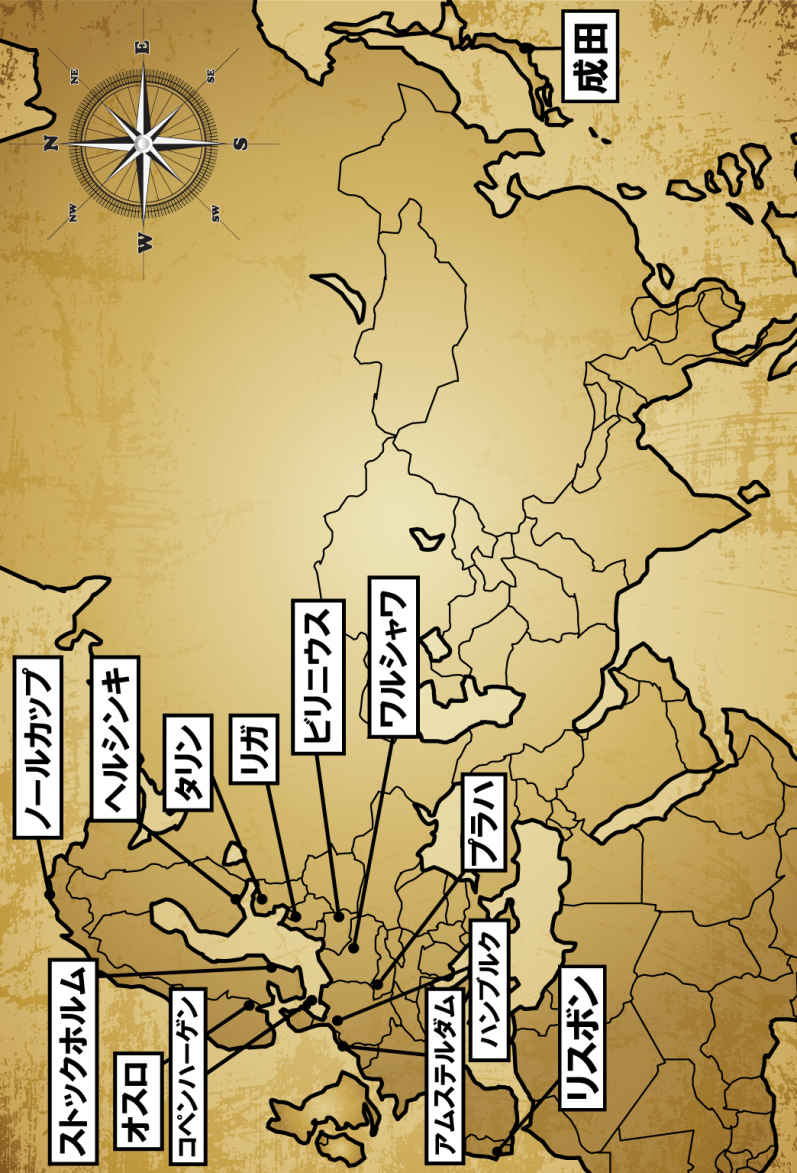 N
NE
E
SE
S
SW
W
NW
成田
ノールカップ
ヘルシンキ
タリン
リガ
ビリニウス
ワルシャワ
プラハ
ストックホルム
オスロ
コペンハーゲン
アムステルダム
ハンブルク
リスボン